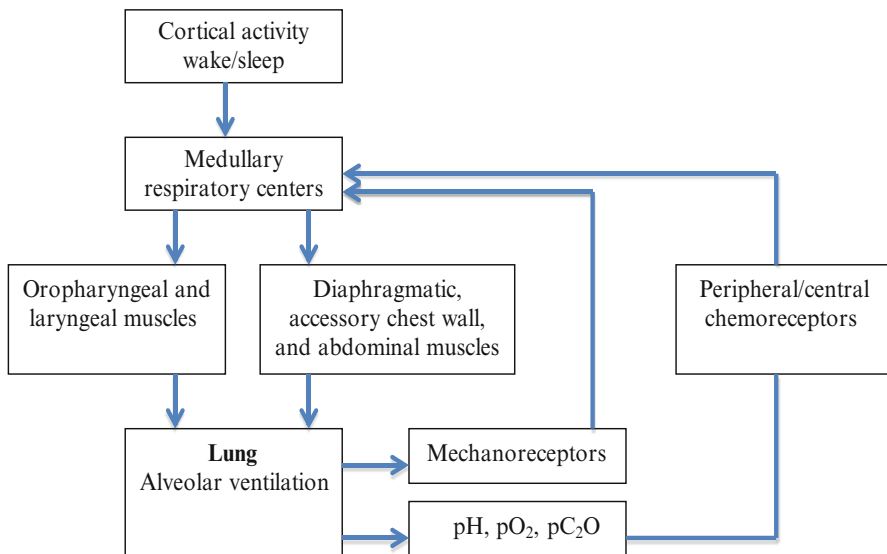 Cortical activity
wake/sleep
Medullary
respiratory centers
Oropharyngeal and
laryngeal muscles
Diaphragmatic,
accessory chest wall,
and abdominal muscles
Peripheral/central
chemoreceptors
Lung
Alveolar ventilation
Mechanoreceptors
pH, pO₂, pC₂O